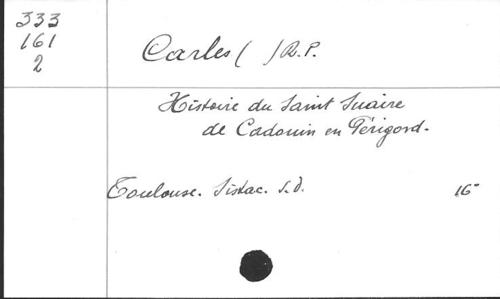 333
161
2
Carles ( ) R.P.
Histoire du Saint Suaire
de Cadouin en Périgord.
Toulouse. Sistac. s.d. 16°